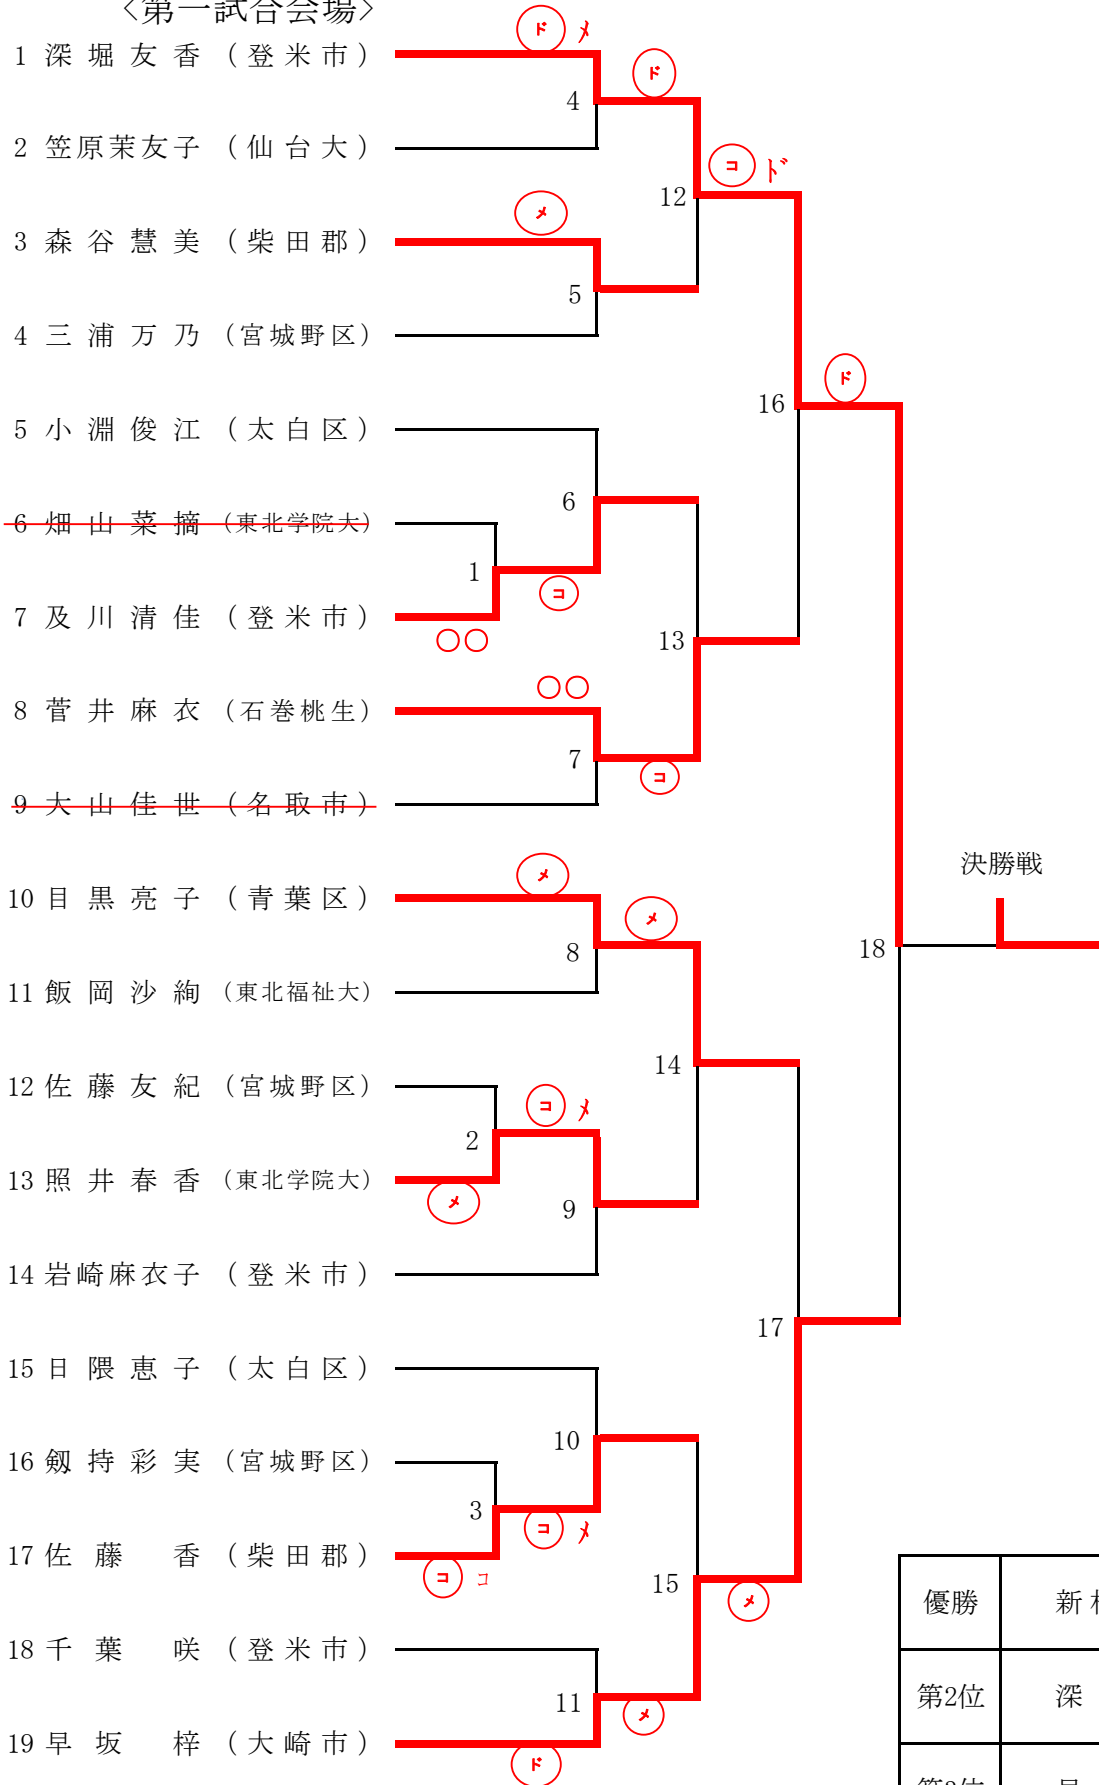 <第一試合会場>
ド メ
1 深堀友香 (登米市)
ド
4
2 笠原茉友子 (仙台大)
コ ド
12
メ
3 森谷慧美 (柴田郡)
5
4 三浦万乃 (宮城野区)
ド
16
5 小淵俊江 (太白区)
6
6 畑山菜摘 (東北学院大)
1
コ
7 及川清佳 (登米市)
○○
13
○○
8 菅井麻衣 (石巻桃生)
7
コ
9 大山佳世 (名取市)
決勝戦
メ
10 目黒亮子 (青葉区)
メ
8
18
11 飯岡沙絢 (東北福祉大)
14
12 佐藤友紀 (宮城野区)
コ メ
2
13 照井春香 (東北学院大)
メ
9
14 岩崎麻衣子 (登米市)
17
15 日隈恵子 (太白区)
10
16 剱持彩実 (宮城野区)
3
コ メ
17 佐藤 香 (柴田郡)
コ コ
15
メ
優勝 新
18 千葉 咲 (登米市)
第2位 深
11
メ
19 早坂 梓 (大崎市)
ド